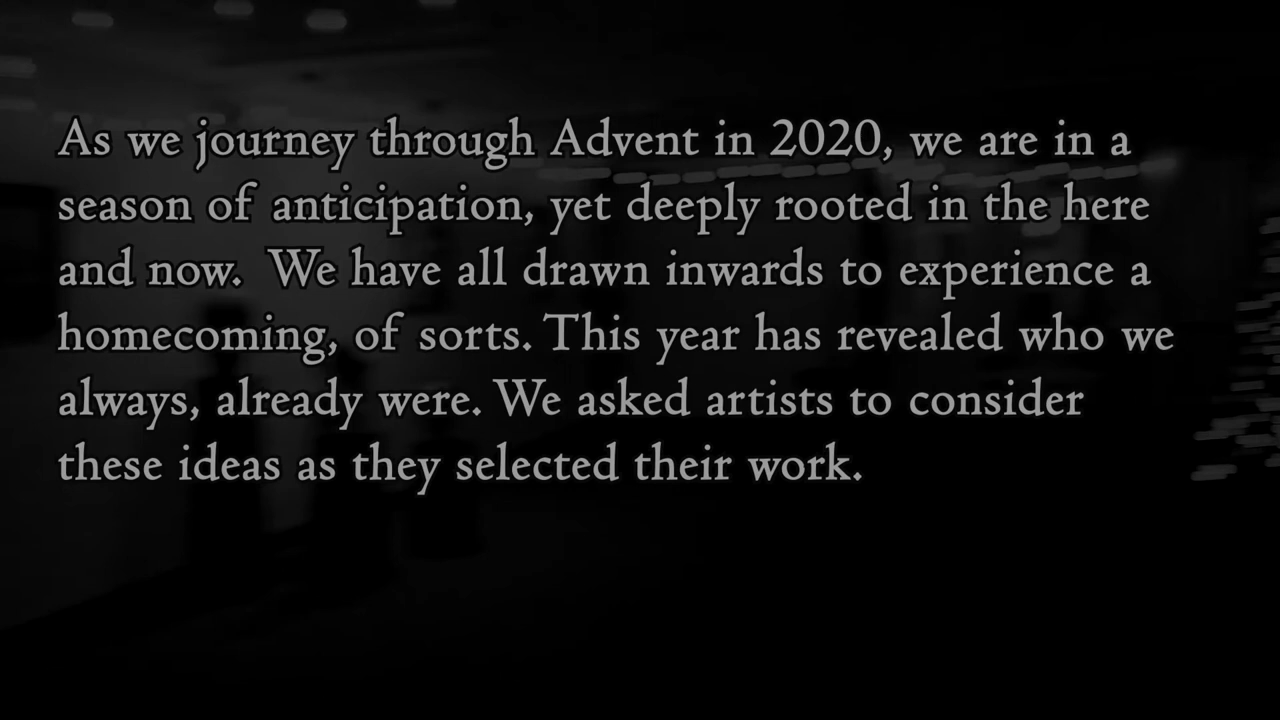 As we journey through Advent in 2020, we are in a
season of anticipation, yet deeply rooted in the here
and now.  We have all drawn inwards to experience a
homecoming, of sorts. This year has revealed who we
always, already were. We asked artists to consider
these ideas as they selected their work.